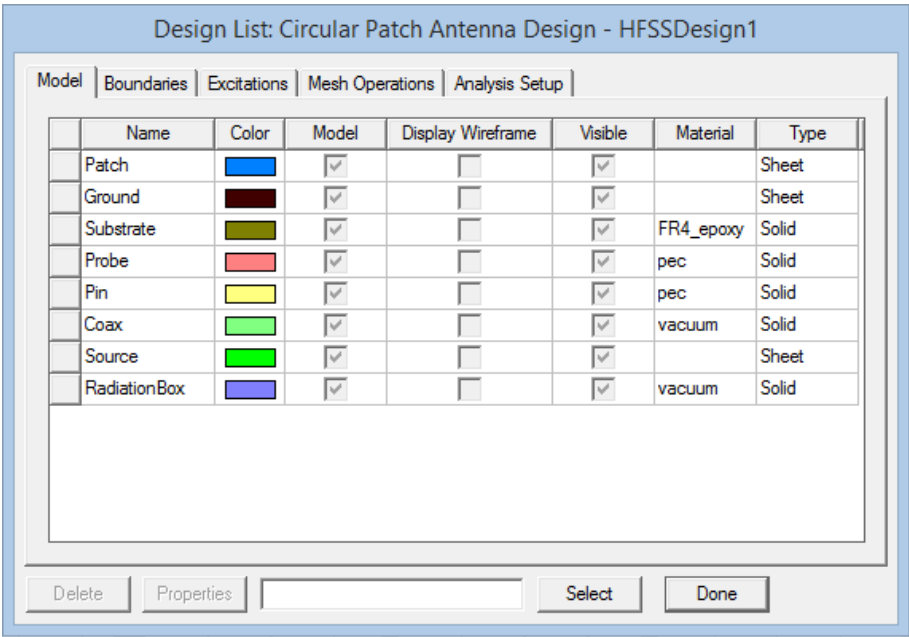 Design List: Circular Patch Antenna Design - HFSSDesign1
Model Boundaries Excitations Mesh Operations Analysis Setup
Name Color Model Display Wireframe Visible Material Type
Patch Sheet
Ground Sheet
Substrate FR4_epoxy Solid
Probe pec Solid
Pin pec Solid
Coax vacuum Solid
Source Sheet
RadiationBox vacuum Solid
Delete Properties Select Done